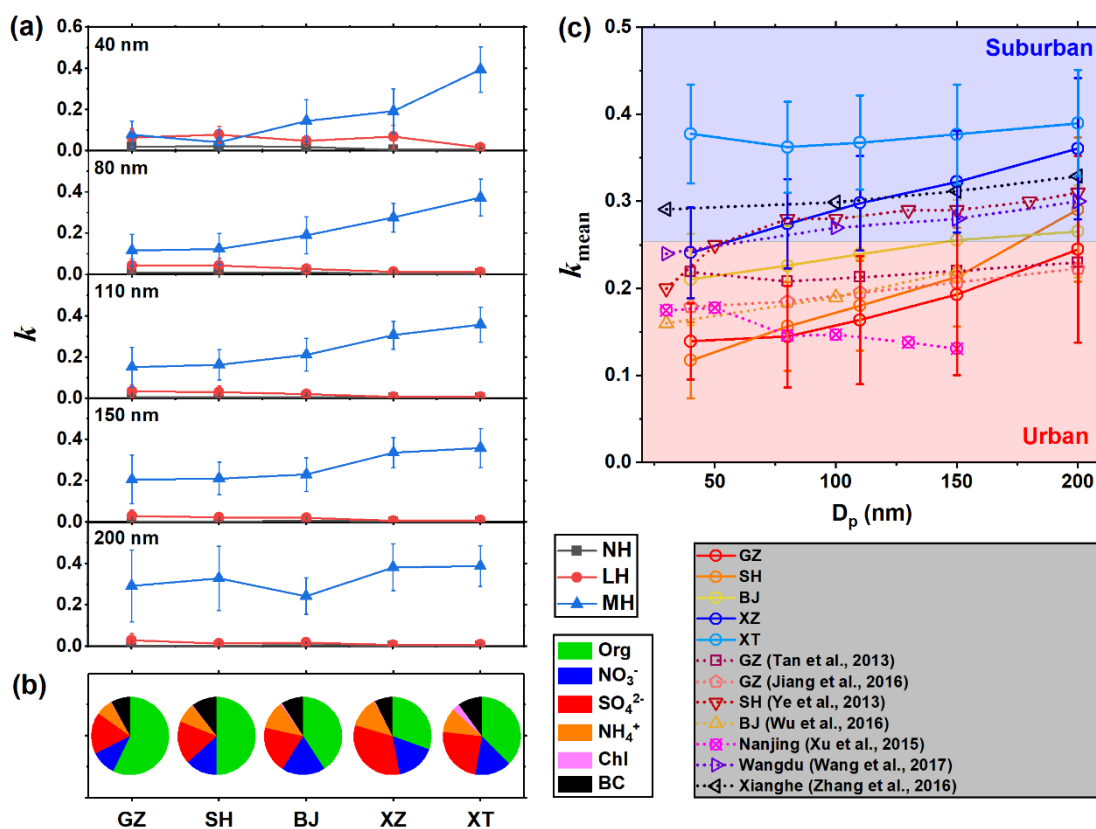 (a)
40 nm
0.6
0.4
0.2
0.0
80 nm
0.4
0.2
0.0
110 nm
0.4
0.2
0.0
150 nm
0.4
0.2
0.0
200 nm
0.4
0.2
0.0
k
(b)
GZ SH BJ XZ XT
NH
LH
MH
Org
NO₃⁻
SO₄²⁻
NH₄⁺
Chl
BC
(c)
Suburban
Urban
0.5
0.4
0.3
0.2
0.1
0.0
k_mean
50 100 150 200
Dₚ (nm)
GZ
SH
BJ
XZ
XT
GZ (Tan et al., 2013)
GZ (Jiang et al., 2016)
SH (Ye et al., 2013)
BJ (Wu et al., 2016)
Nanjing (Xu et al., 2015)
Wangdu (Wang et al., 2017)
Xianghe (Zhang et al., 2016)